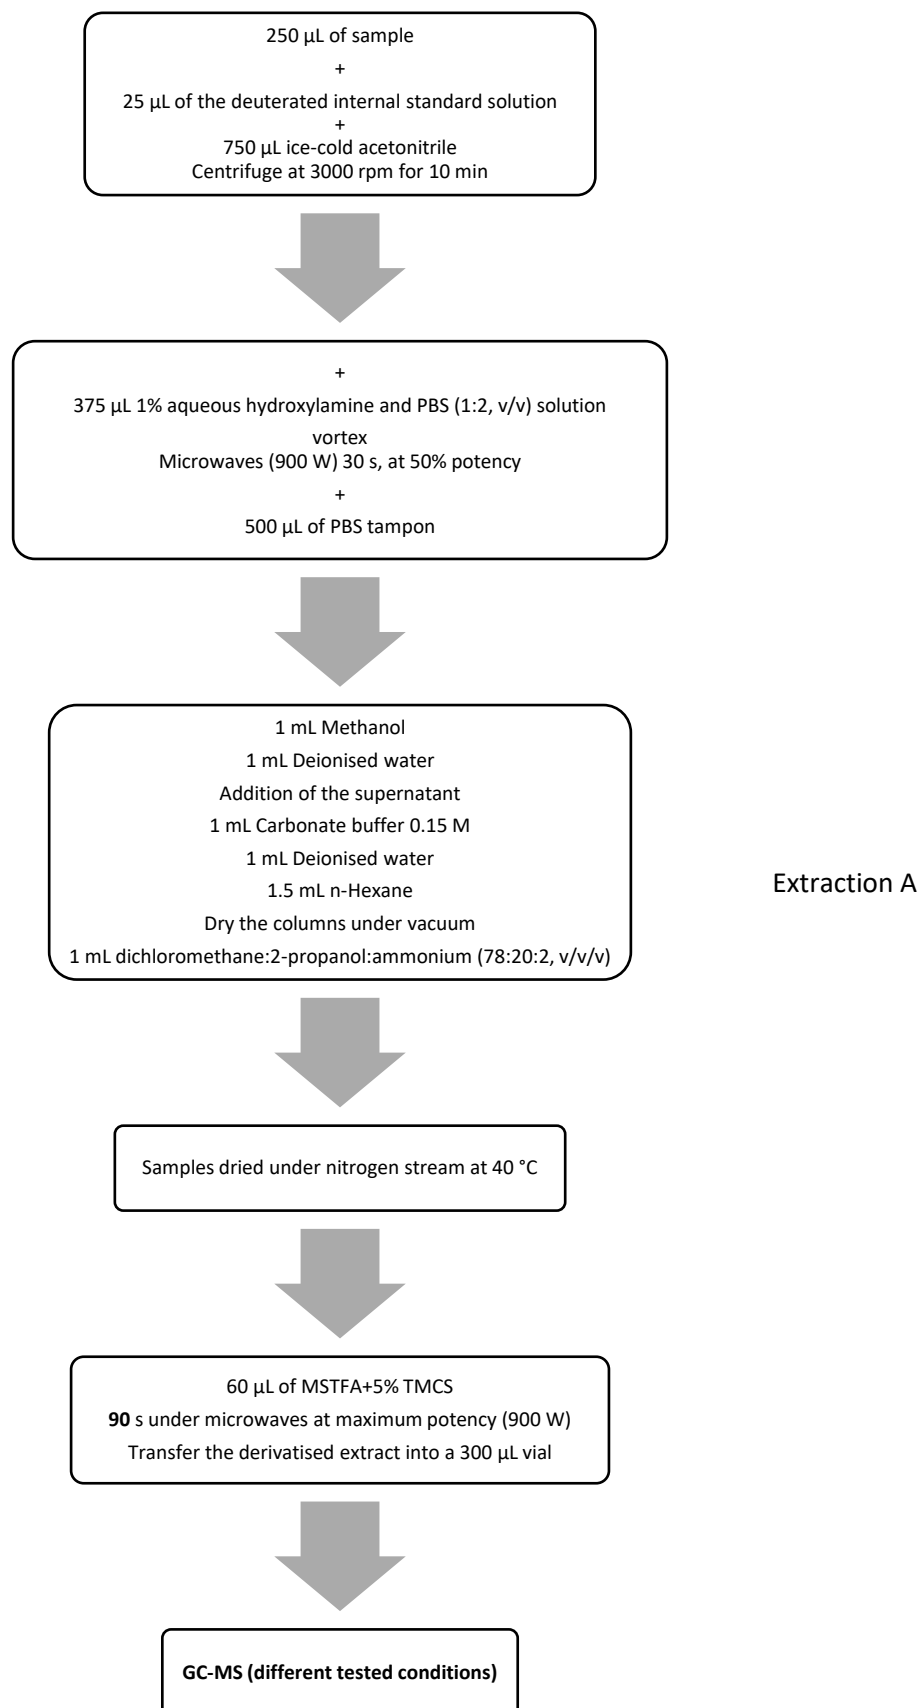 250 µL of sample
+
25 µL of the deuterated internal standard solution
+
750 µL ice-cold acetonitrile
Centrifuge at 3000 rpm for 10 min
+
375 µL 1% aqueous hydroxylamine and PBS (1:2, v/v) solution
vortex
Microwaves (900 W) 30 s, at 50% potency
+
500 µL of PBS tampon
1 mL Methanol
1 mL Deionised water
Addition of the supernatant
1 mL Carbonate buffer 0.15 M
1 mL Deionised water
1.5 mL n-Hexane
Dry the columns under vacuum
1 mL dichloromethane:2-propanol:ammonium (78:20:2, v/v/v)
Extraction A
Samples dried under nitrogen stream at 40 °C
60 µL of MSTFA+5% TMCS
90 s under microwaves at maximum potency (900 W)
Transfer the derivatised extract into a 300 µL vial
GC-MS (different tested conditions)